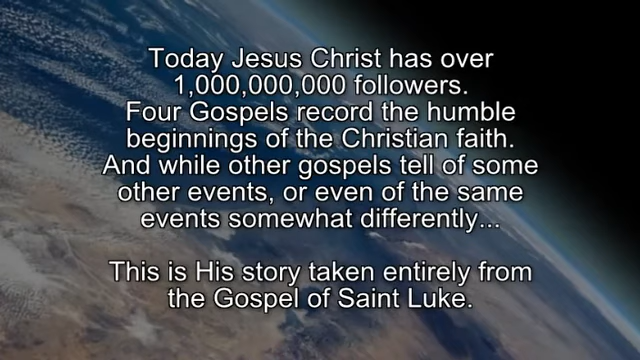 Today Jesus Christ has over
1,000,000,000 followers.
Four Gospels record the humble
beginnings of the Christian faith.
And while other gospels tell of some
other events, or even of the same
events somewhat differently...
This is His story taken entirely from
the Gospel of Saint Luke.